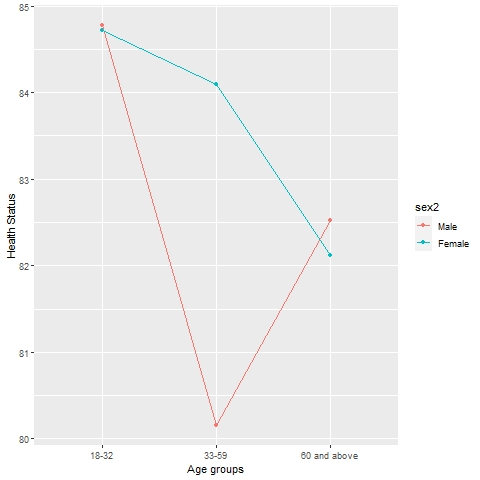 85
84
83
82
81
80
Health Status
18-32
33-59
60 and above
Age groups
sex2
Male
Female